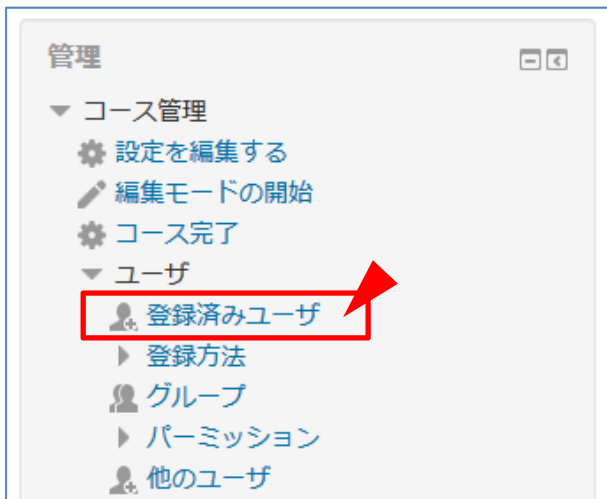 管理
コース管理
設定を編集する
編集モードの開始
コース完了
ユーザ
登録済みユーザ
登録方法
グループ
パーミッション
他のユーザ